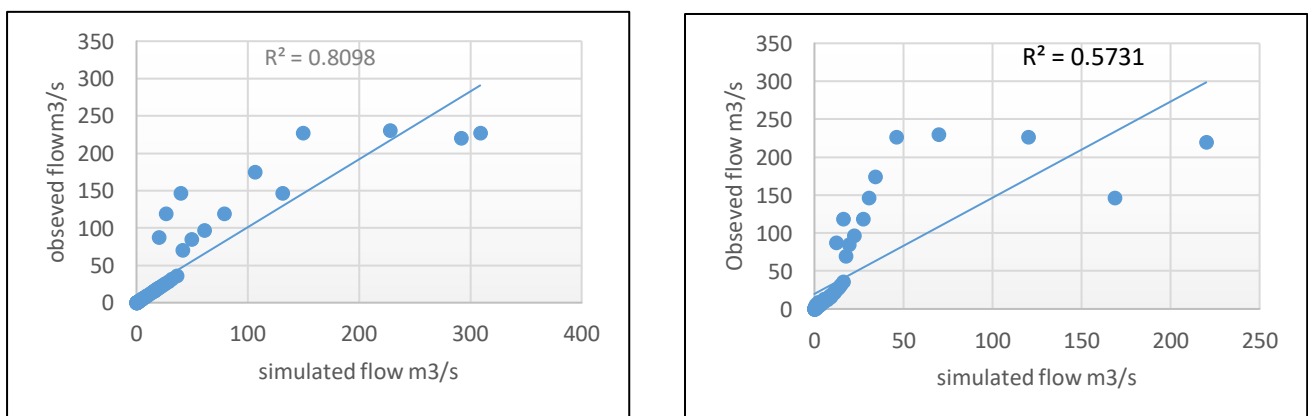 R² = 0.8098
obseved flowm3/s
350
300
250
200
150
100
50
0
0 100 200 300 400
simulated flow m3/s
R² = 0.5731
Obseved flow m3/s
350
300
250
200
150
100
50
0
0 50 100 150 200 250
simulated flow m3/s